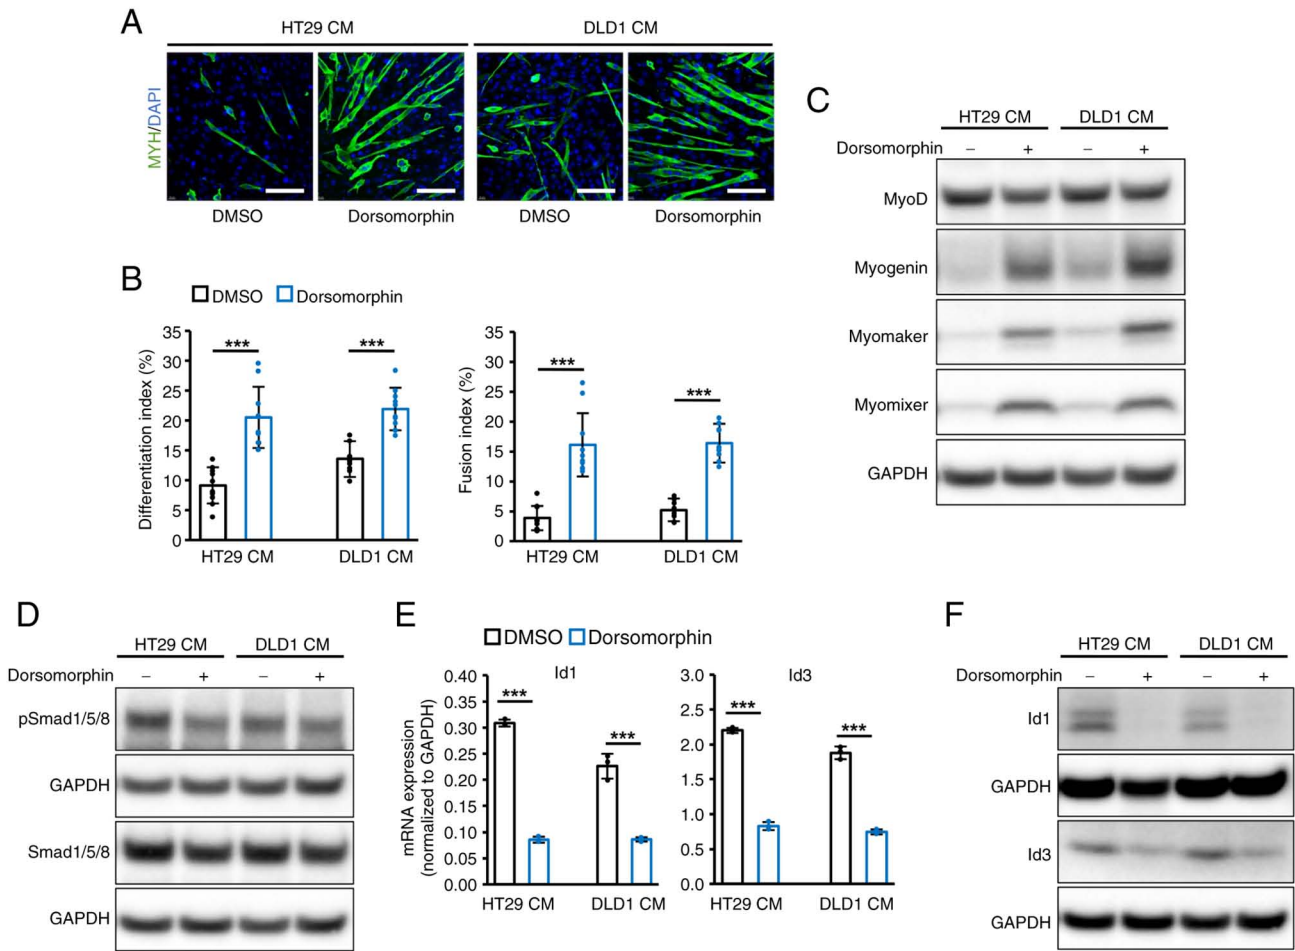 A
HT29 CM
DLD1 CM
MYH/DAPI
DMSO
Dorsomorphin
DMSO
Dorsomorphin
B
DMSO
Dorsomorphin
Differentiation index (%)
35
30
25
20
15
10
5
0
HT29 CM
DLD1 CM
***
***
Fusion index (%)
35
30
25
20
15
10
5
0
HT29 CM
DLD1 CM
***
***
C
HT29 CM
DLD1 CM
Dorsomorphin – + – +
MyoD
Myogenin
Myomaker
Myomixer
GAPDH
D
HT29 CM
DLD1 CM
Dorsomorphin – + – +
pSmad1/5/8
GAPDH
Smad1/5/8
GAPDH
E
DMSO
Dorsomorphin
mRNA expression
(normalized to GAPDH)
Id1
0.40
0.35
0.30
0.25
0.20
0.15
0.10
0.05
0.00
HT29 CM
DLD1 CM
***
***
Id3
3.0
2.5
2.0
1.5
1.0
0.5
0.0
HT29 CM
DLD1 CM
***
***
F
HT29 CM
DLD1 CM
Dorsomorphin – + – +
Id1
GAPDH
Id3
GAPDH